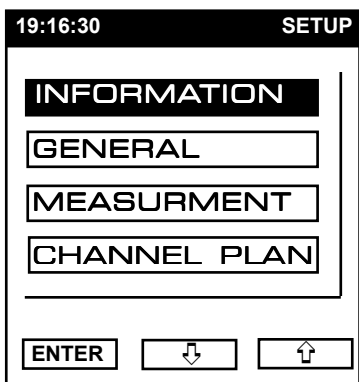 19:16:30 SETUP
INFORMATION
GENERAL
MEASURMENT
CHANNEL PLAN
ENTER